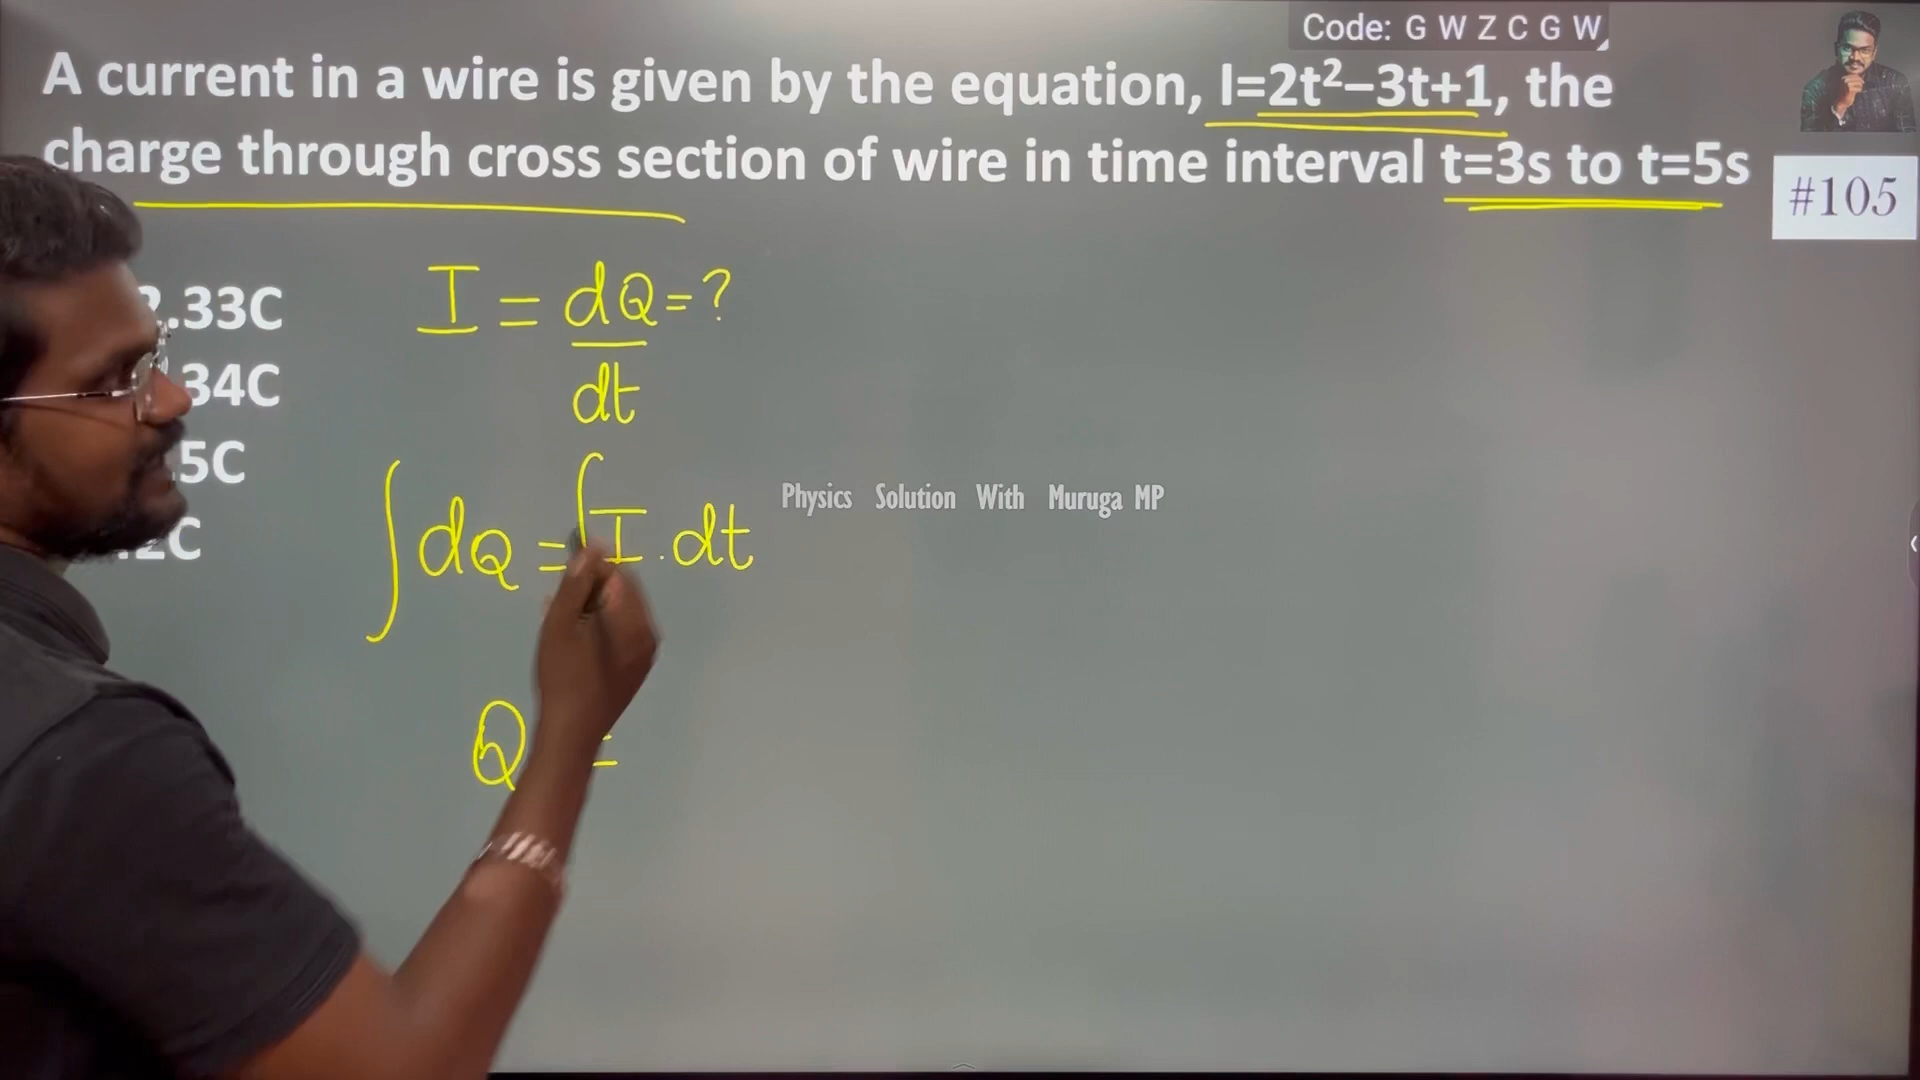 Code: G W Z C G W
A current in a wire is given by the equation, I=2t²−3t+1, the
charge through cross section of wire in time interval t=3s to t=5s
#105
I = dQ = ?
dt
.33C
34C
.5C
∫ dQ = ∫ I . dt
Physics Solution With Muruga MP
Q =